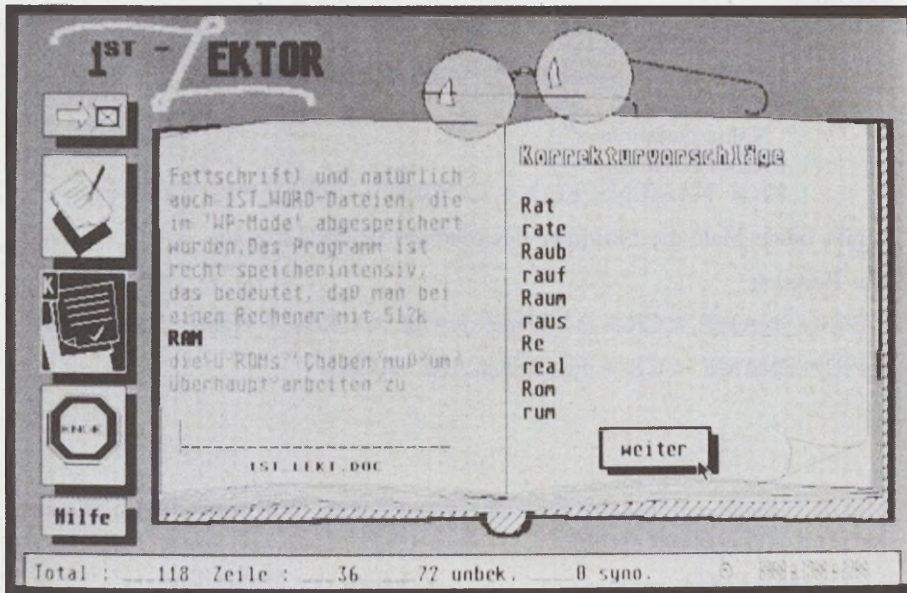 1ST - LEKTOR
Fettschrift) und natürlich
auch 1ST_WORD-Dateien, die
im 'WP-Mode' abgespeichert
wurden.Das Programm ist
recht speicherintensiv,
das bedeutet, daß man bei
einen Rechener mit 512k
RAM
die u ROMs haben muß um
überhaupt arbeiten zu
1ST_LEKT.DOC
Korrekturvorschläge
Rat
rate
Raub
rauf
Raum
raus
Re
real
Rom
rum
weiter
K
Hilfe
Total : ___118 Zeile : ___36 ___72 unbek. ____0 syno.